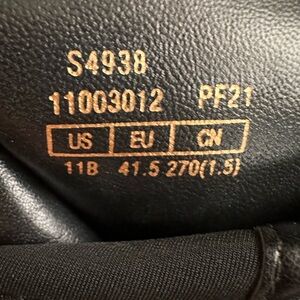 S4938
11003012 PF21
US EU CN
11B 41.5 270(1.5)